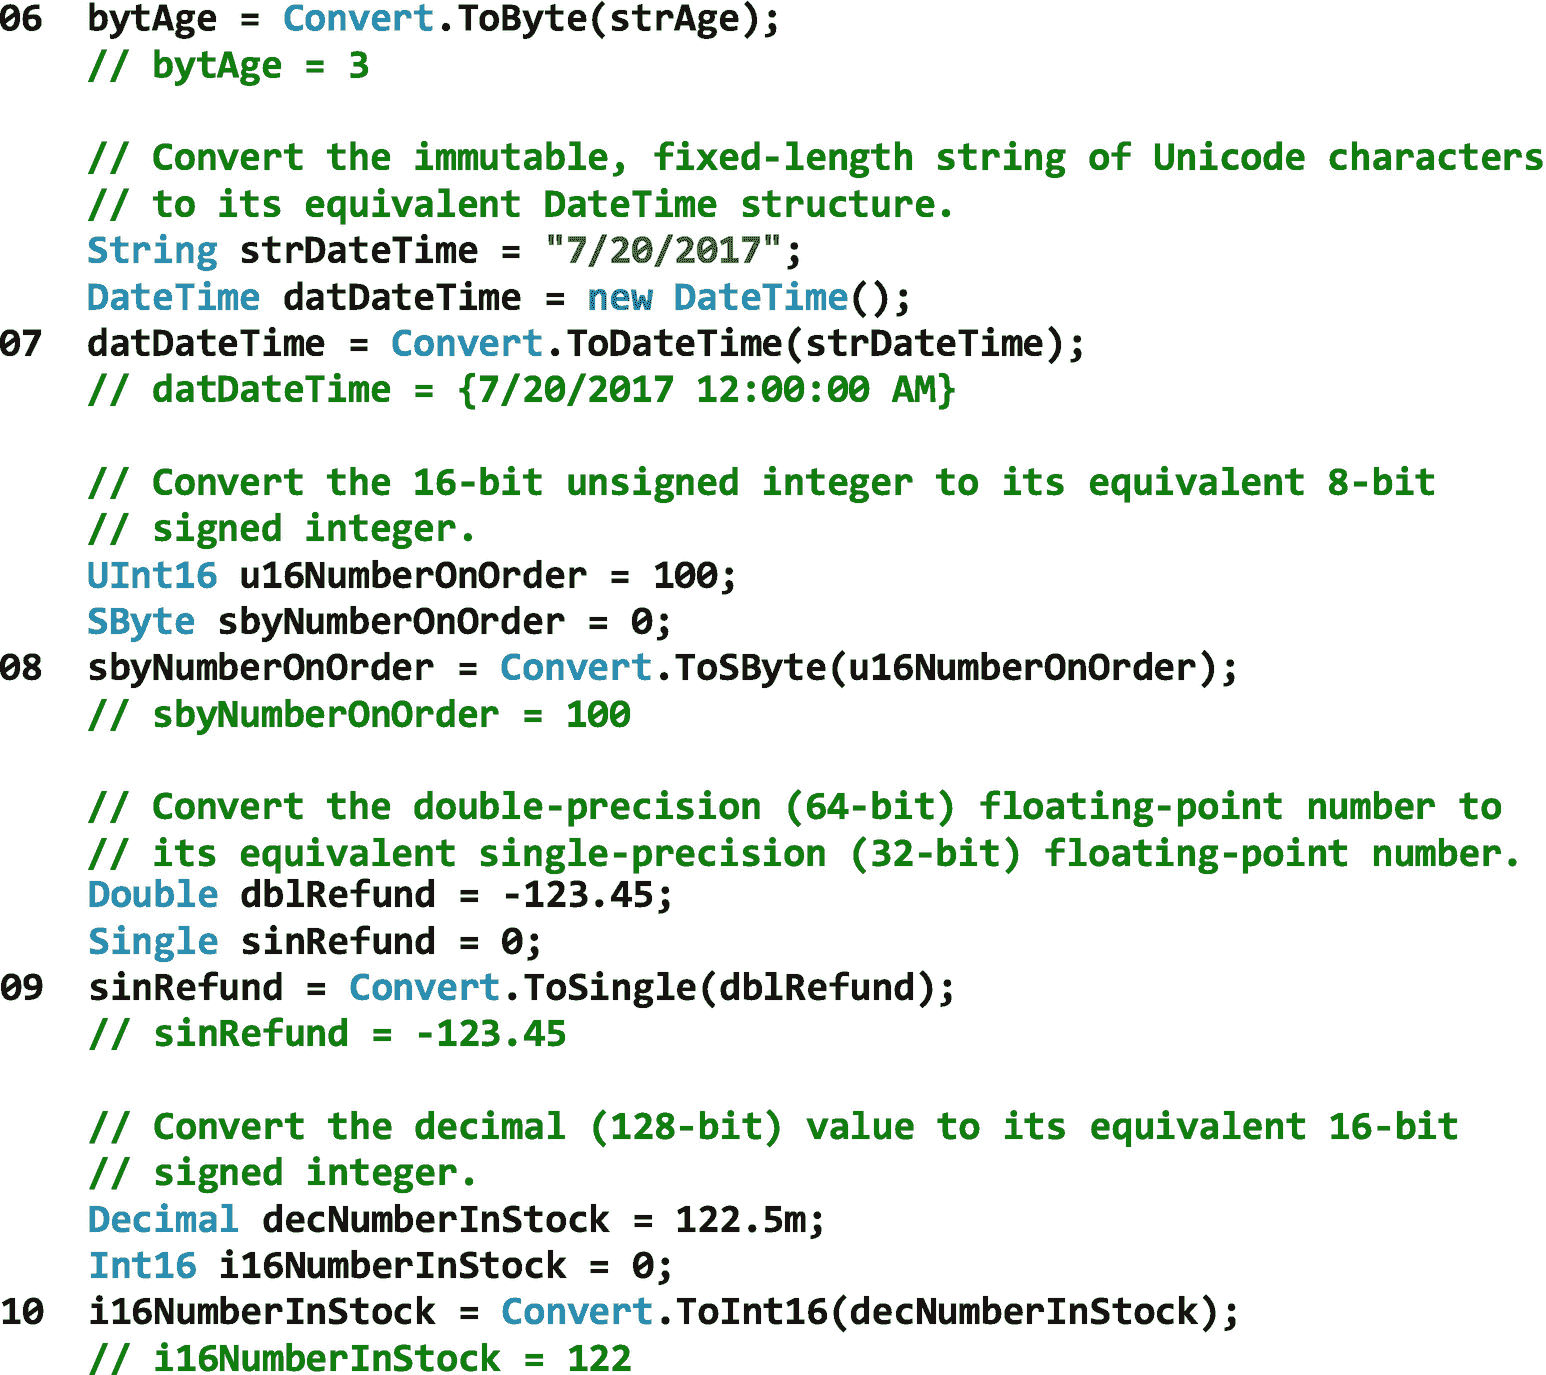 06 bytAge = Convert.ToByte(strAge);
// bytAge = 3
// Convert the immutable, fixed-length string of Unicode characters
// to its equivalent DateTime structure.
String strDateTime = "7/20/2017";
DateTime datDateTime = new DateTime();
07 datDateTime = Convert.ToDateTime(strDateTime);
// datDateTime = {7/20/2017 12:00:00 AM}
// Convert the 16-bit unsigned integer to its equivalent 8-bit
// signed integer.
UInt16 u16NumberOnOrder = 100;
SByte sbyNumberOnOrder = 0;
08 sbyNumberOnOrder = Convert.ToSByte(u16NumberOnOrder);
// sbyNumberOnOrder = 100
// Convert the double-precision (64-bit) floating-point number to
// its equivalent single-precision (32-bit) floating-point number.
Double dblRefund = -123.45;
Single sinRefund = 0;
09 sinRefund = Convert.ToSingle(dblRefund);
// sinRefund = -123.45
// Convert the decimal (128-bit) value to its equivalent 16-bit
// signed integer.
Decimal decNumberInStock = 122.5m;
Int16 i16NumberInStock = 0;
10 i16NumberInStock = Convert.ToInt16(decNumberInStock);
// i16NumberInStock = 122